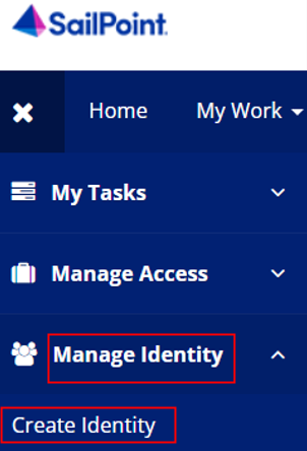 SailPoint.
Home My Work
My Tasks
Manage Access
Manage Identity
Create Identity